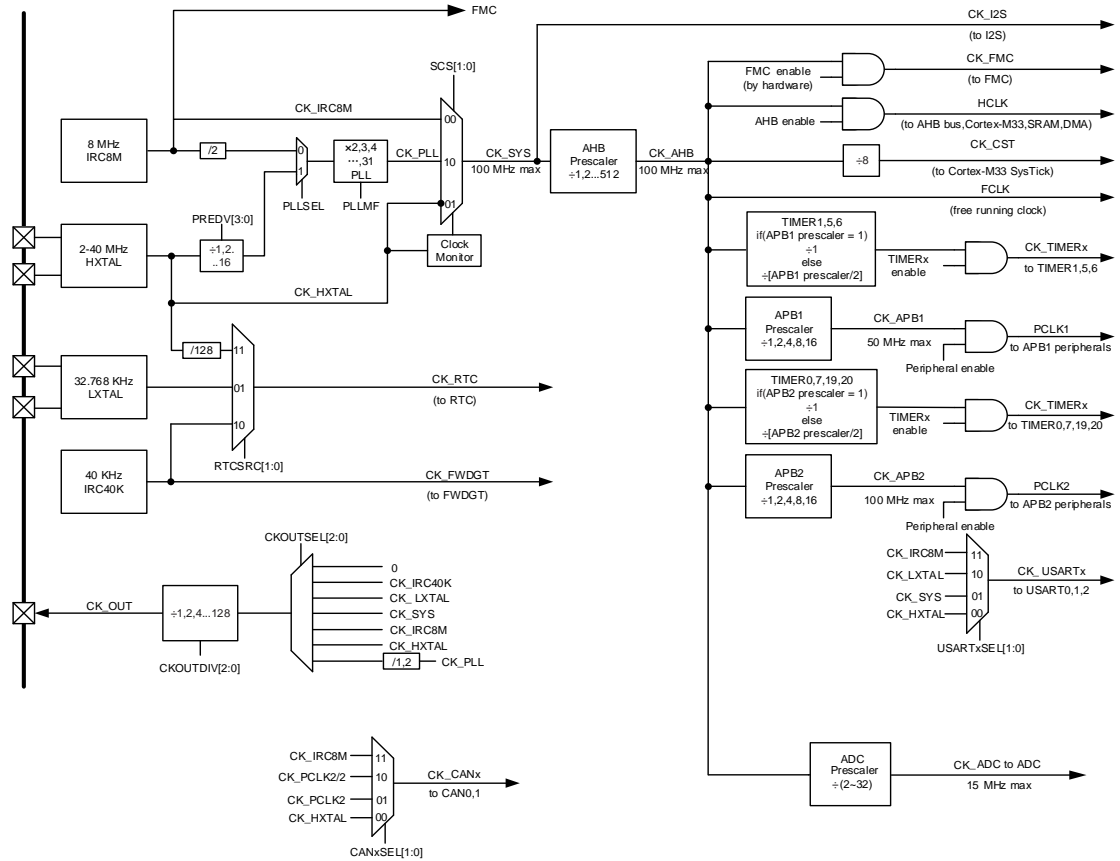 FMC
CK_I2S
(to I2S)
SCS[1:0]
CK_IRC8M
00
8 MHz
IRC8M
/2
0
1
PLLSEL
×2,3,4
…,31
PLL
PLLMF
CK_PLL
10
01
CK_SYS
100 MHz max
Clock
Monitor
AHB
Prescaler
÷1,2...512
CK_AHB
100 MHz max
FMC enable
(by hardware)
CK_FMC
(to FMC)
AHB enable
HCLK
(to AHB bus,Cortex-M33,SRAM,DMA)
÷8
CK_CST
(to Cortex-M33 SysTick)
FCLK
(free running clock)
PREDV[3:0]
2-40 MHz
HXTAL
÷1,2.
..16
CK_HXTAL
TIMER1,5,6
if(APB1 prescaler = 1)
÷1
else
÷[APB1 prescaler/2]
TIMERx
enable
CK_TIMERx
to TIMER1,5,6
APB1
Prescaler
÷1,2,4,8,16
CK_APB1
50 MHz max
Peripheral enable
PCLK1
to APB1 peripherals
/128
11
32.768 KHz
LXTAL
01
10
RTCSRC[1:0]
CK_RTC
(to RTC)
TIMER0,7,19,20
if(APB2 prescaler = 1)
÷1
else
÷[APB2 prescaler/2]
TIMERx
enable
CK_TIMERx
to TIMER0,7,19,20
40 KHz
IRC40K
CK_FWDGT
(to FWDGT)
APB2
Prescaler
÷1,2,4,8,16
CK_APB2
100 MHz max
Peripheral enable
PCLK2
to APB2 peripherals
CKOUTSEL[2:0]
0
CK_IRC40K
CK_LXTAL
CK_SYS
CK_IRC8M
CK_HXTAL
/1,2
CK_PLL
CK_OUT
÷1,2,4...128
CKOUTDIV[2:0]
CK_IRC8M
11
CK_LXTAL
10
CK_SYS
01
CK_HXTAL
00
CK_USARTx
to USART0,1,2
USARTxSEL[1:0]
CK_IRC8M
11
CK_PCLK2/2
10
CK_PCLK2
01
CK_HXTAL
00
CK_CANx
to CAN0,1
CANxSEL[1:0]
ADC
Prescaler
÷(2~32)
CK_ADC to ADC
15 MHz max